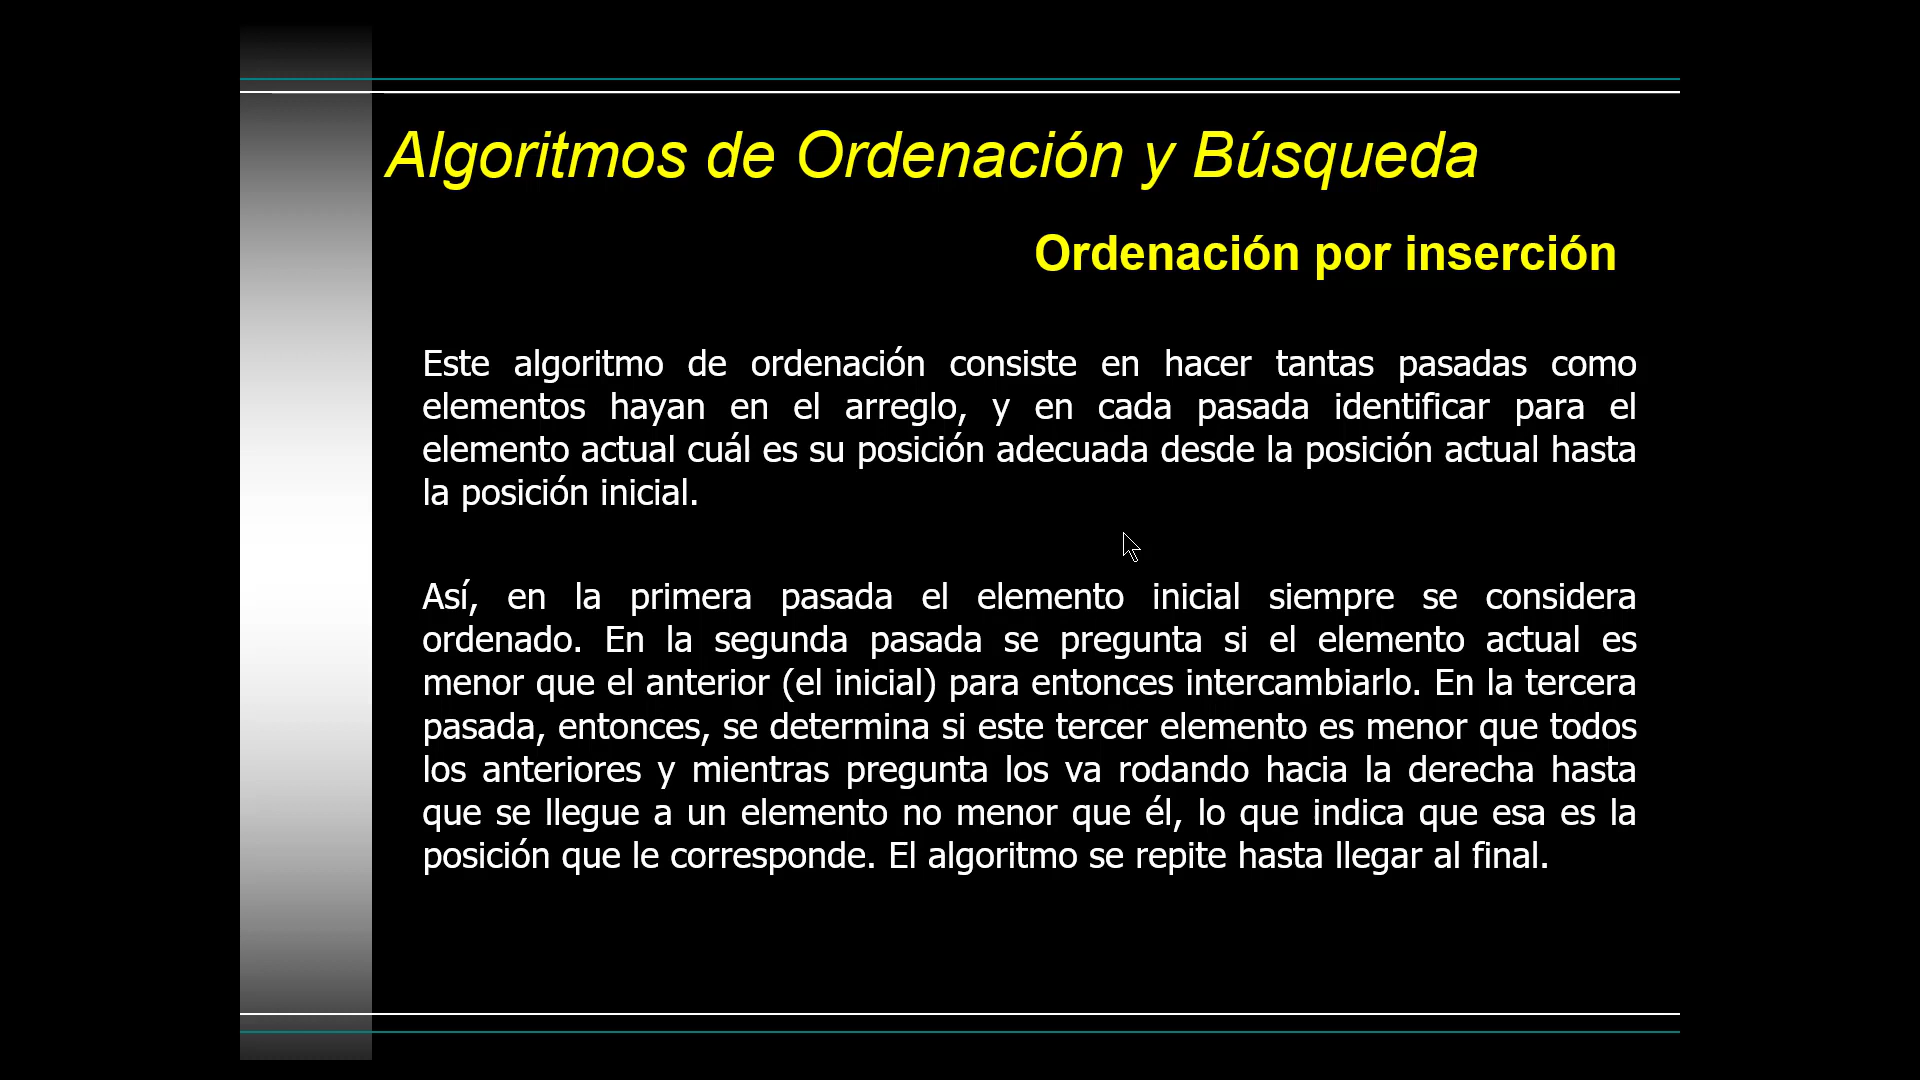 Algoritmos de Ordenación y Búsqueda
Ordenación por inserción
Este algoritmo de ordenación consiste en hacer tantas pasadas como
elementos hayan en el arreglo, y en cada pasada identificar para el
elemento actual cuál es su posición adecuada desde la posición actual hasta
la posición inicial.
Así, en la primera pasada el elemento inicial siempre se considera
ordenado. En la segunda pasada se pregunta si el elemento actual es
menor que el anterior (el inicial) para entonces intercambiarlo. En la tercera
pasada, entonces, se determina si este tercer elemento es menor que todos
los anteriores y mientras pregunta los va rodando hacia la derecha hasta
que se llegue a un elemento no menor que él, lo que indica que esa es la
posición que le corresponde. El algoritmo se repite hasta llegar al final.